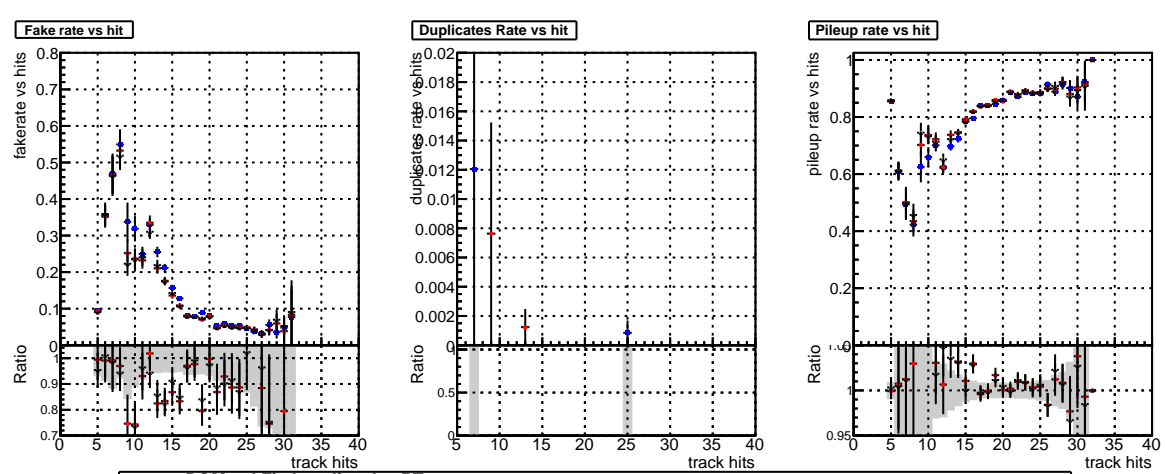 Fake rate vs hit
fakerate vs hits
0.8
0.7
0.6
0.5
0.4
0.3
0.2
0.1
0
Ratio
1
0.9
0.8
0.7
0 5 10 15 20 25 30 35 40
track hits
Duplicates Rate vs hit
duplicates rate vs hits
0.02
0.018
0.016
0.014
0.012
0.01
0.008
0.006
0.004
0.002
0
Ratio
1
0.5
0
5 10 15 20 25 30 35 40
track hits
Pileup rate vs hit
pileup rate vs hits
1
0.8
0.6
0.4
0.2
0
Ratio
1
0.95
0 5 10 15 20 25 30 35 40
track hits